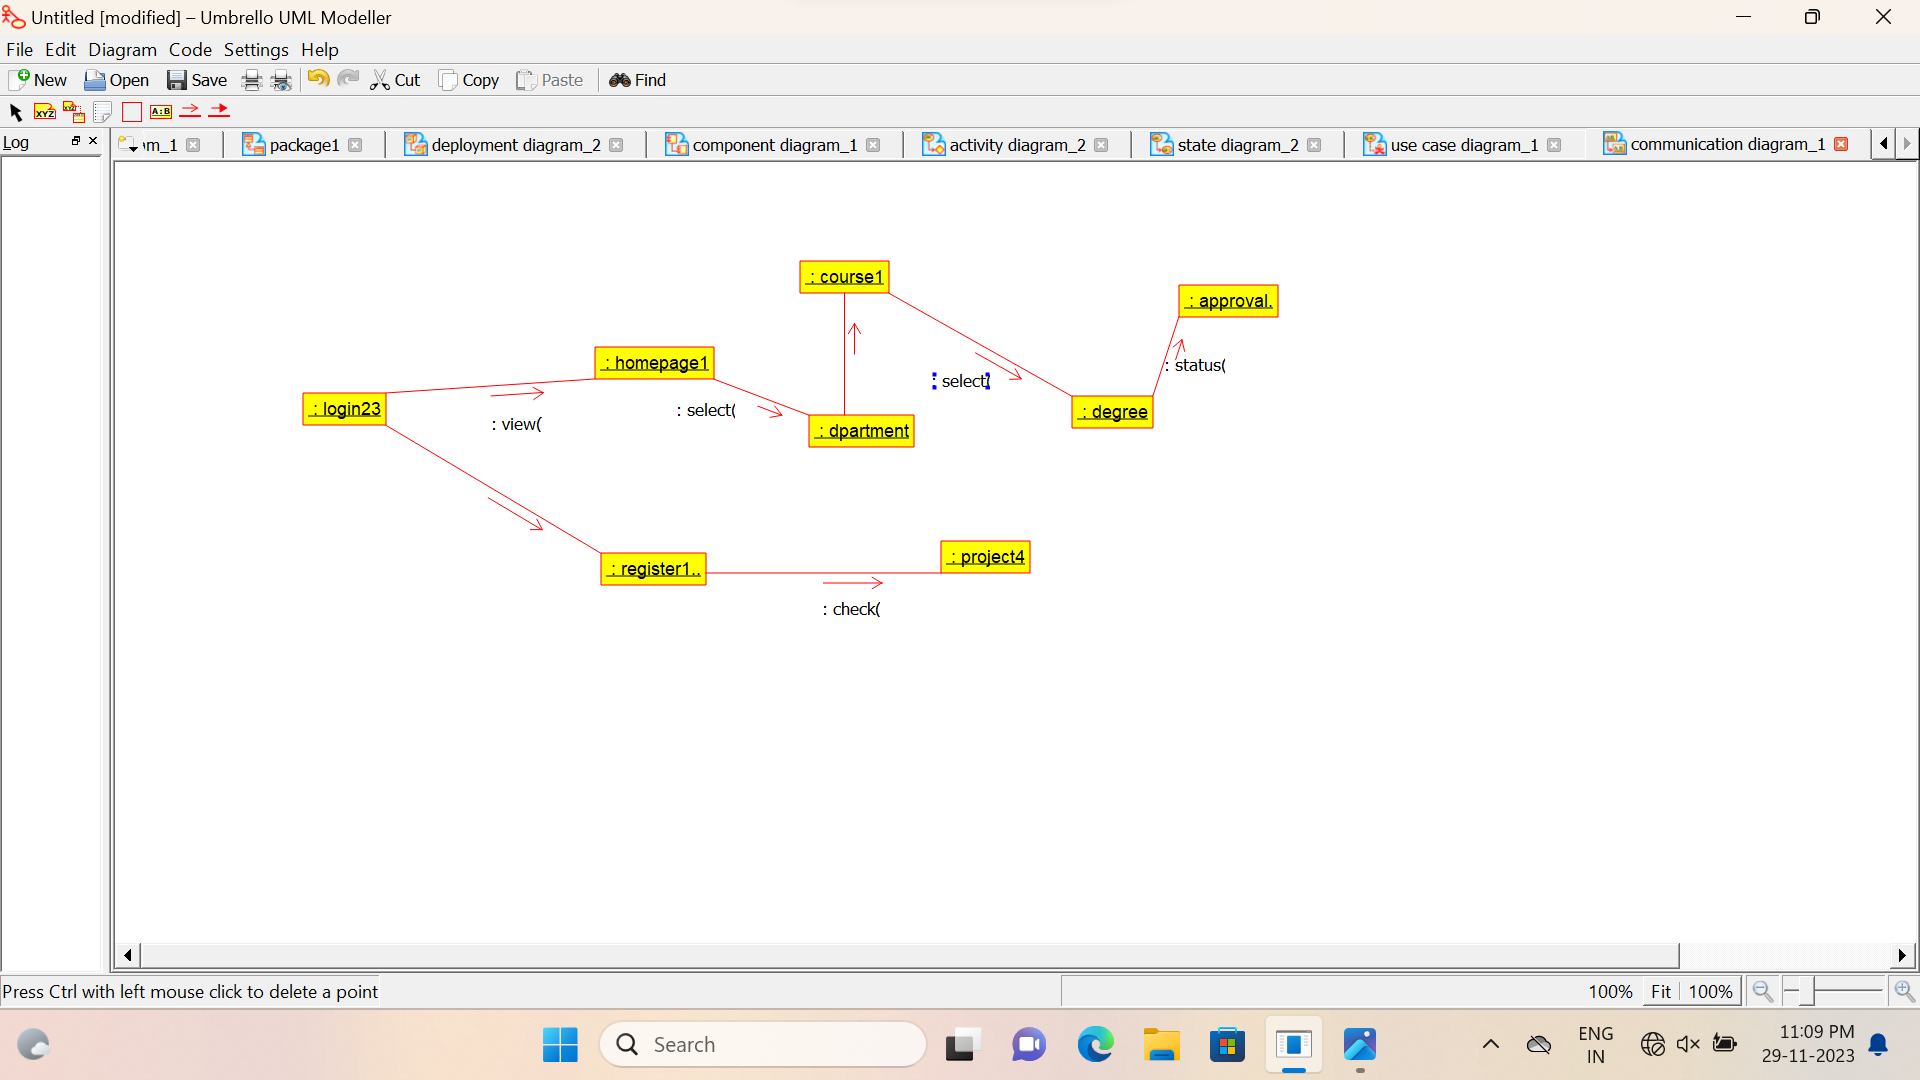 Untitled [modified] – Umbrello UML Modeller
File Edit Diagram Code Settings Help
New Open Save Cut Copy Paste Find
XYZ XYZ A:B
Log
m_1 package1 deployment diagram_2 component diagram_1 activity diagram_2 state diagram_2 use case diagram_1 communication diagram_1
: course1
: approval.
: homepage1
: status(
: select(
: login23
: select(
: degree
: view(
: dpartment
: project4
: register1..
: check(
Press Ctrl with left mouse click to delete a point
100% Fit 100%
Search
ENG
IN
11:09 PM
29-11-2023